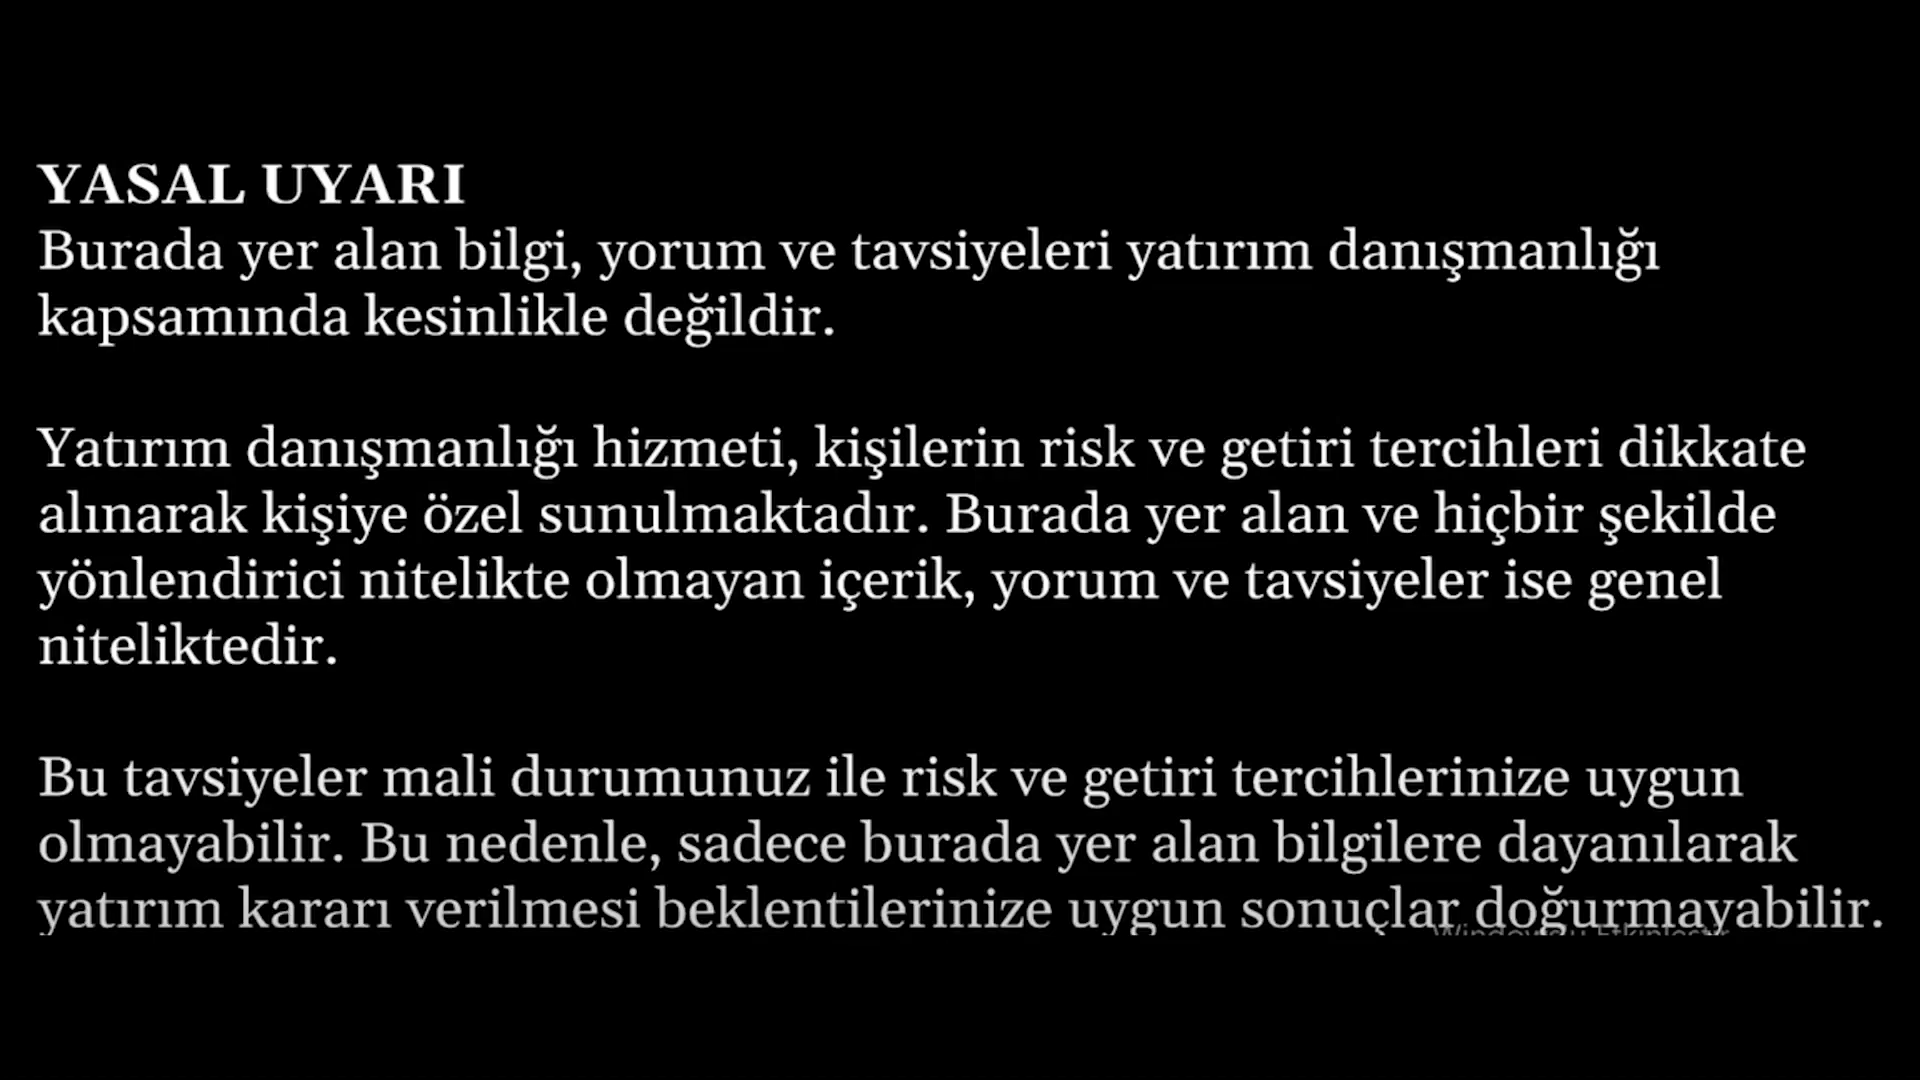 YASAL UYARI
Burada yer alan bilgi, yorum ve tavsiyeleri yatırım danışmanlığı
kapsamında kesinlikle değildir.
Yatırım danışmanlığı hizmeti, kişilerin risk ve getiri tercihleri dikkate
alınarak kişiye özel sunulmaktadır. Burada yer alan ve hiçbir şekilde
yönlendirici nitelikte olmayan içerik, yorum ve tavsiyeler ise genel
niteliktedir.
Bu tavsiyeler mali durumunuz ile risk ve getiri tercihlerinize uygun
olmayabilir. Bu nedenle, sadece burada yer alan bilgilere dayanılarak
yatırım kararı verilmesi beklentilerinize uygun sonuçlar doğurmayabilir.